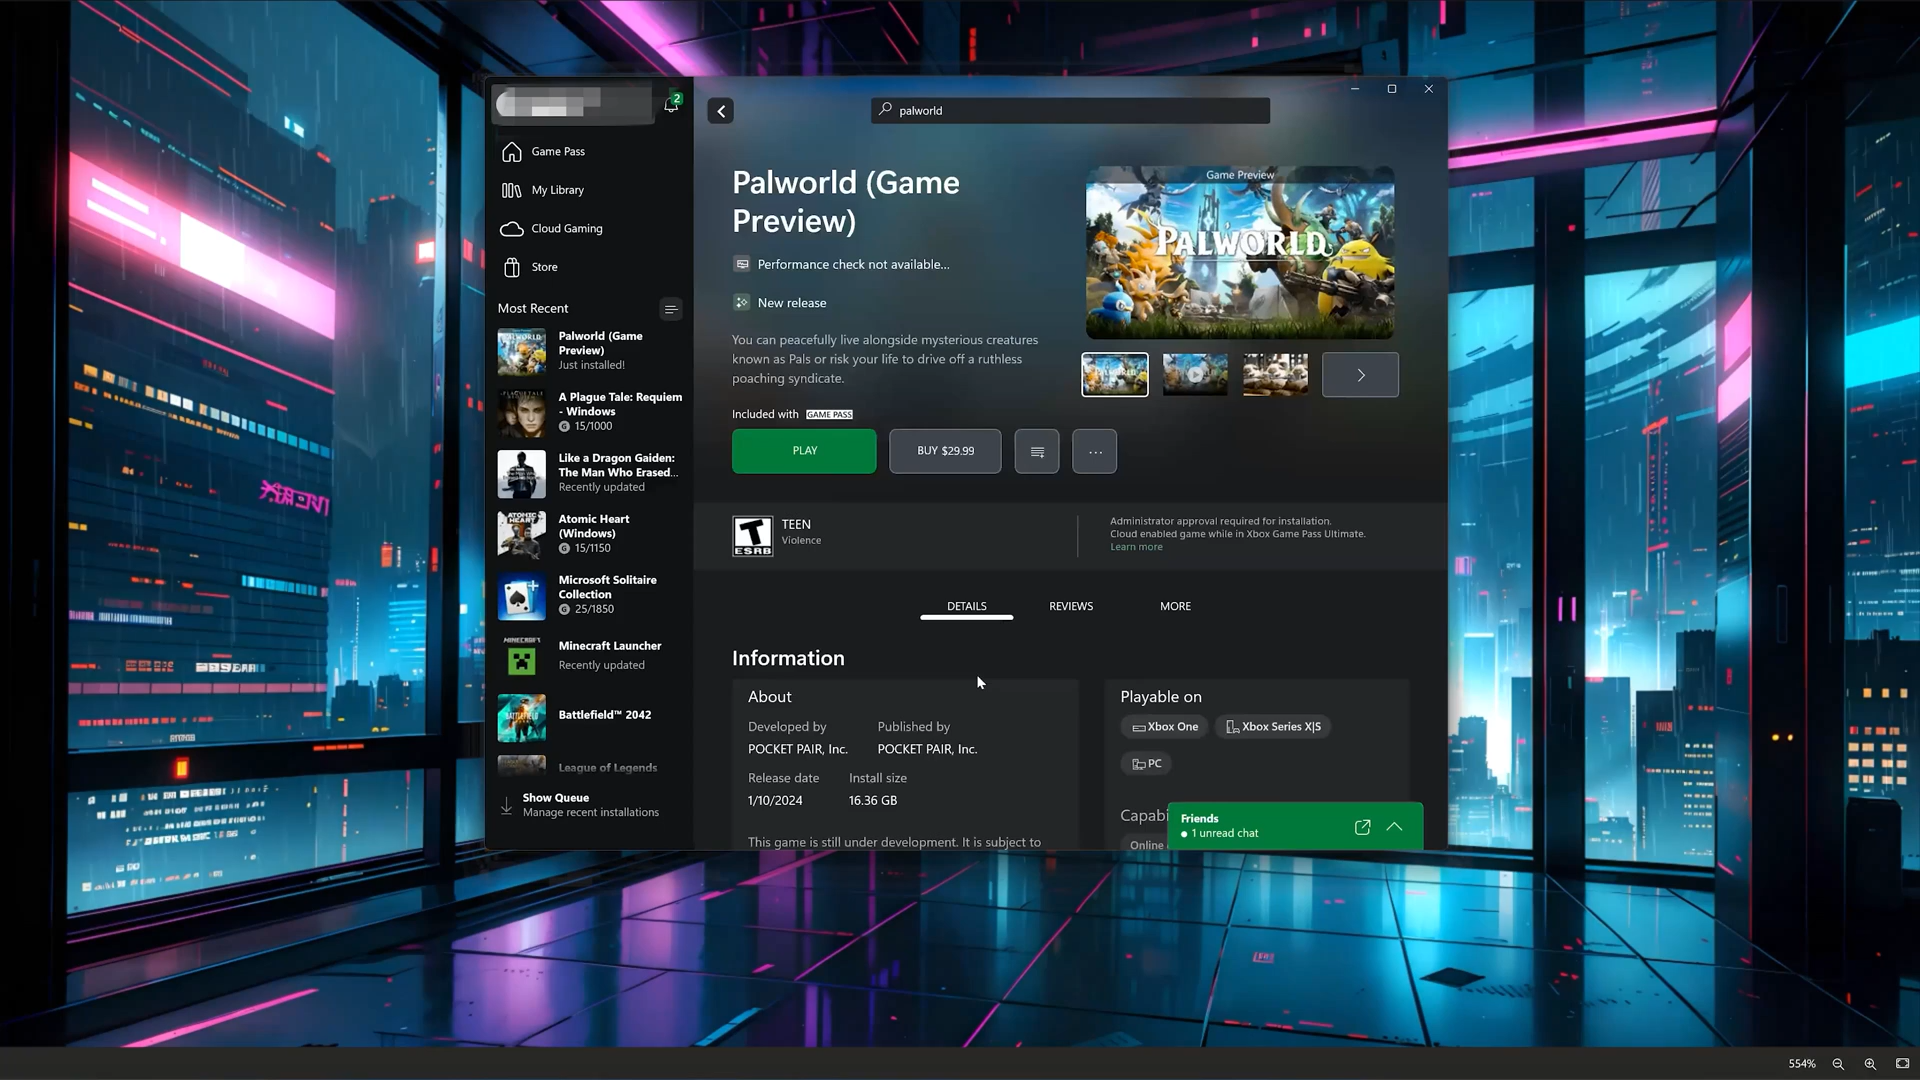 2
palworld
Game Pass
My Library
Cloud Gaming
Store
Most Recent
Palworld (Game
Preview)
Just installed!
A Plague Tale: Requiem
- Windows
15/1000
Like a Dragon Gaiden:
The Man Who Erased...
Recently updated
Atomic Heart
(Windows)
15/1150
Microsoft Solitaire
Collection
25/1850
Minecraft Launcher
Recently updated
Battlefield™ 2042
League of Legends
Show Queue
Manage recent installations
Palworld (Game
Preview)
Performance check not available...
New release
You can peacefully live alongside mysterious creatures
known as Pals or risk your life to drive off a ruthless
poaching syndicate.
Included with GAME PASS
PLAY
BUY $29.99
Game Preview
PALWORLD
T
ESRB
TEEN
Violence
Administrator approval required for installation.
Cloud enabled game while in Xbox Game Pass Ultimate.
Learn more
DETAILS
REVIEWS
MORE
Information
About
Developed by
Published by
POCKET PAIR, Inc.
POCKET PAIR, Inc.
Release date
Install size
1/10/2024
16.36 GB
This game is still under development. It is subject to
Playable on
Xbox One
Xbox Series X|S
PC
Capabi
Online
Friends
1 unread chat
554%